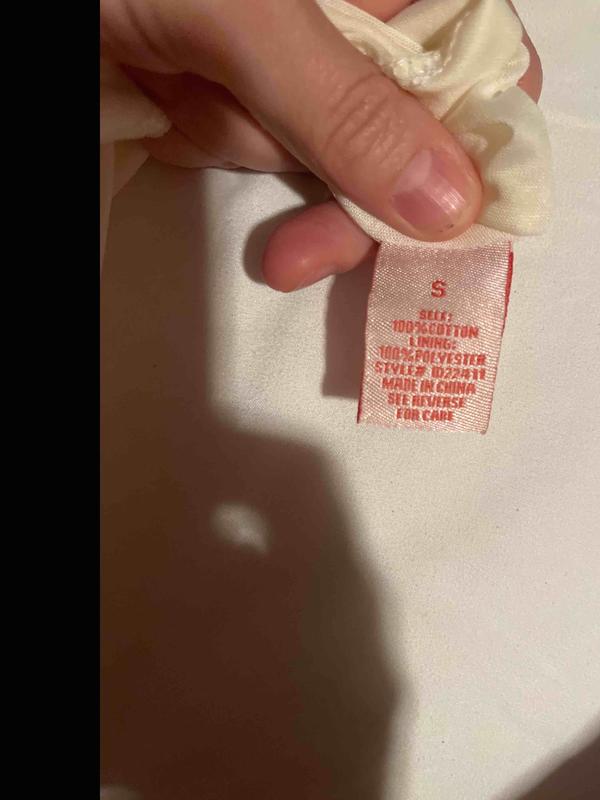 S
SELF:
100%COTTON
LINING:
100%POLYESTER
STYLE# ID22411
MADE IN CHINA
SEE REVERSE
FOR CARE